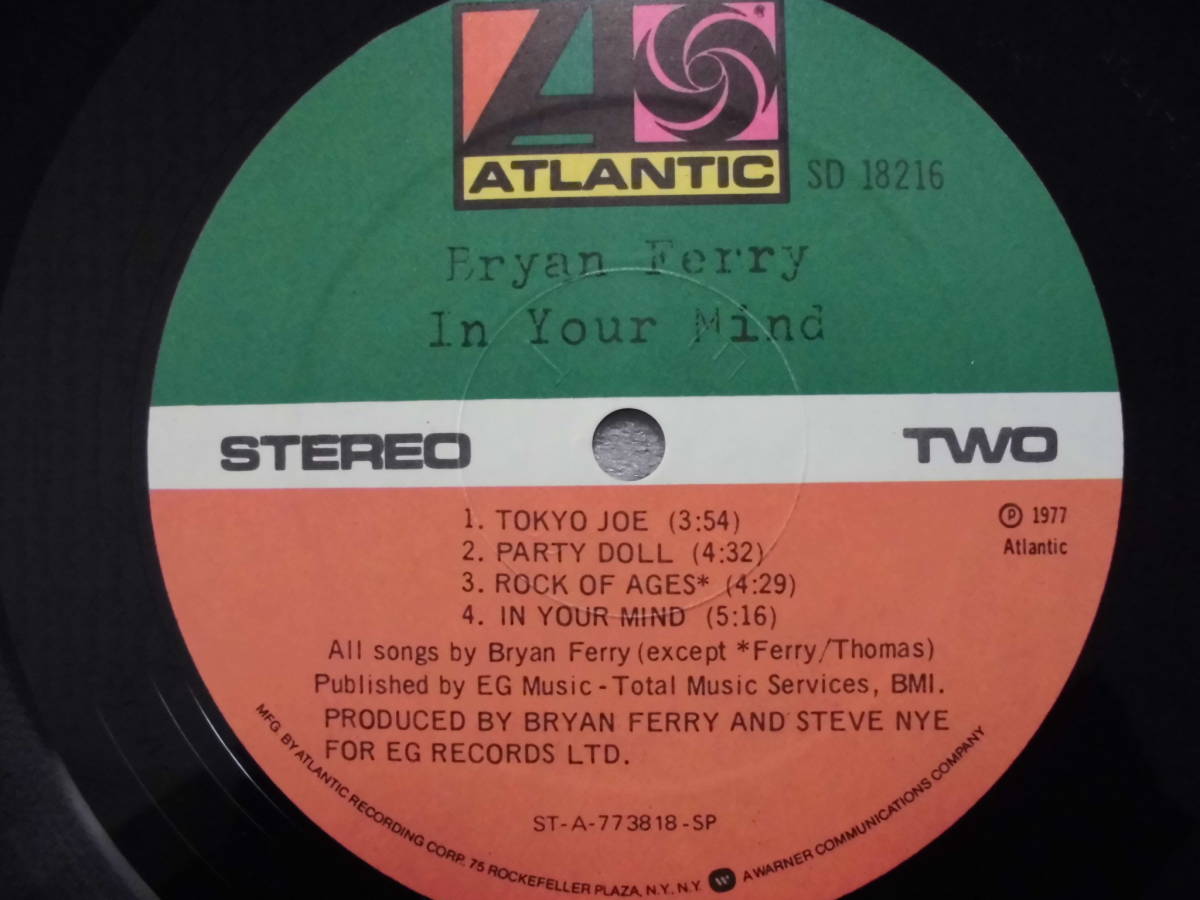 ATLANTIC
SD 18216
Bryan Ferry
In Your Mind
STEREO
TWO
1. TOKYO JOE (3:54)
2. PARTY DOLL (4:32)
3. ROCK OF AGES* (4:29)
4. IN YOUR MIND (5:16)
℗ 1977
Atlantic
All songs by Bryan Ferry (except *Ferry/Thomas)
Published by EG Music - Total Music Services, BMI.
PRODUCED BY BRYAN FERRY AND STEVE NYE
FOR EG RECORDS LTD.
ST-A-773818-SP
MFG. BY ATLANTIC RECORDING CORP. 75 ROCKEFELLER PLAZA, N.Y. N.Y. A WARNER COMMUNICATIONS COMPANY